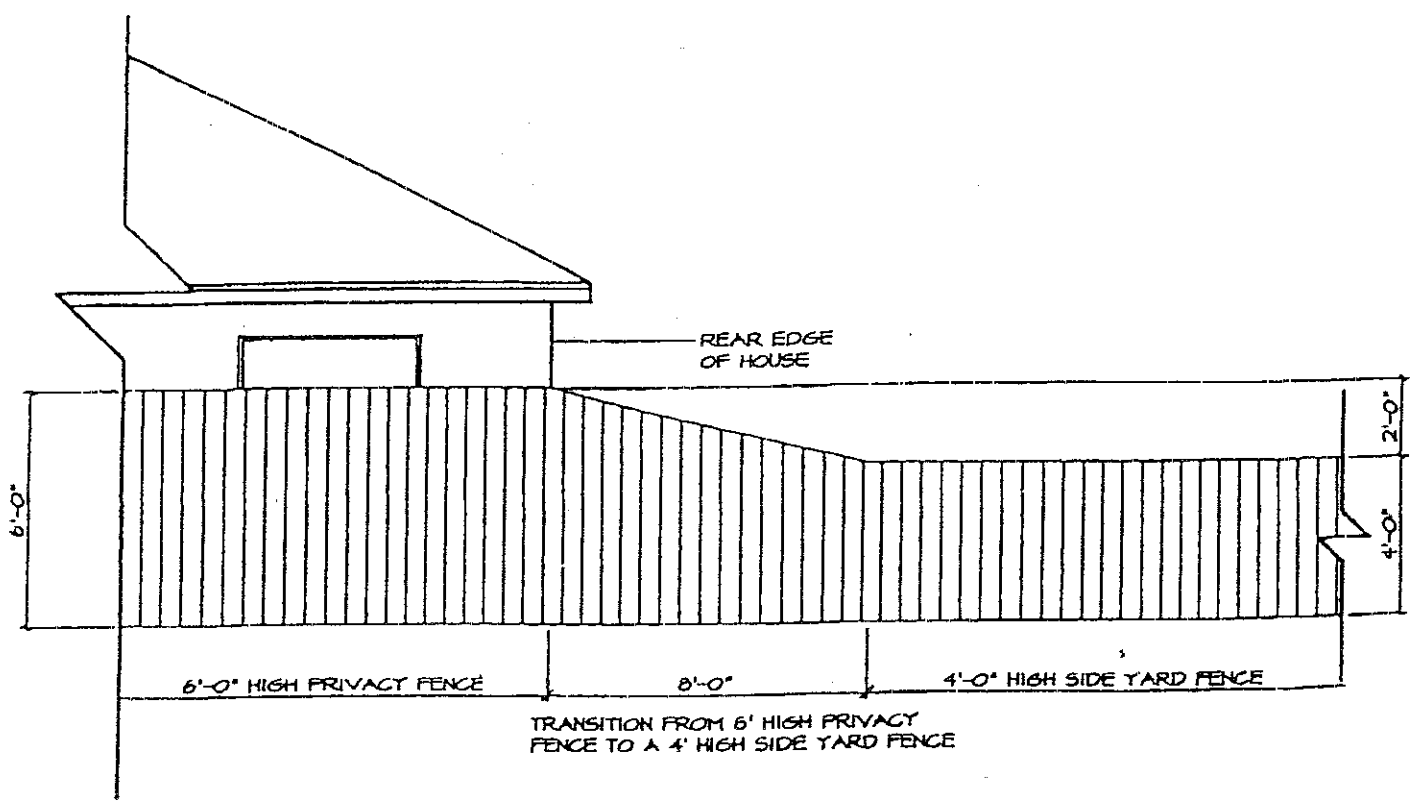 REAR EDGE
OF HOUSE
2'-0"
6'-0"
4'-0"
6'-0" HIGH PRIVACY FENCE
8'-0"
4'-0" HIGH SIDE YARD FENCE
TRANSITION FROM 6' HIGH PRIVACY
FENCE TO A 4' HIGH SIDE YARD FENCE